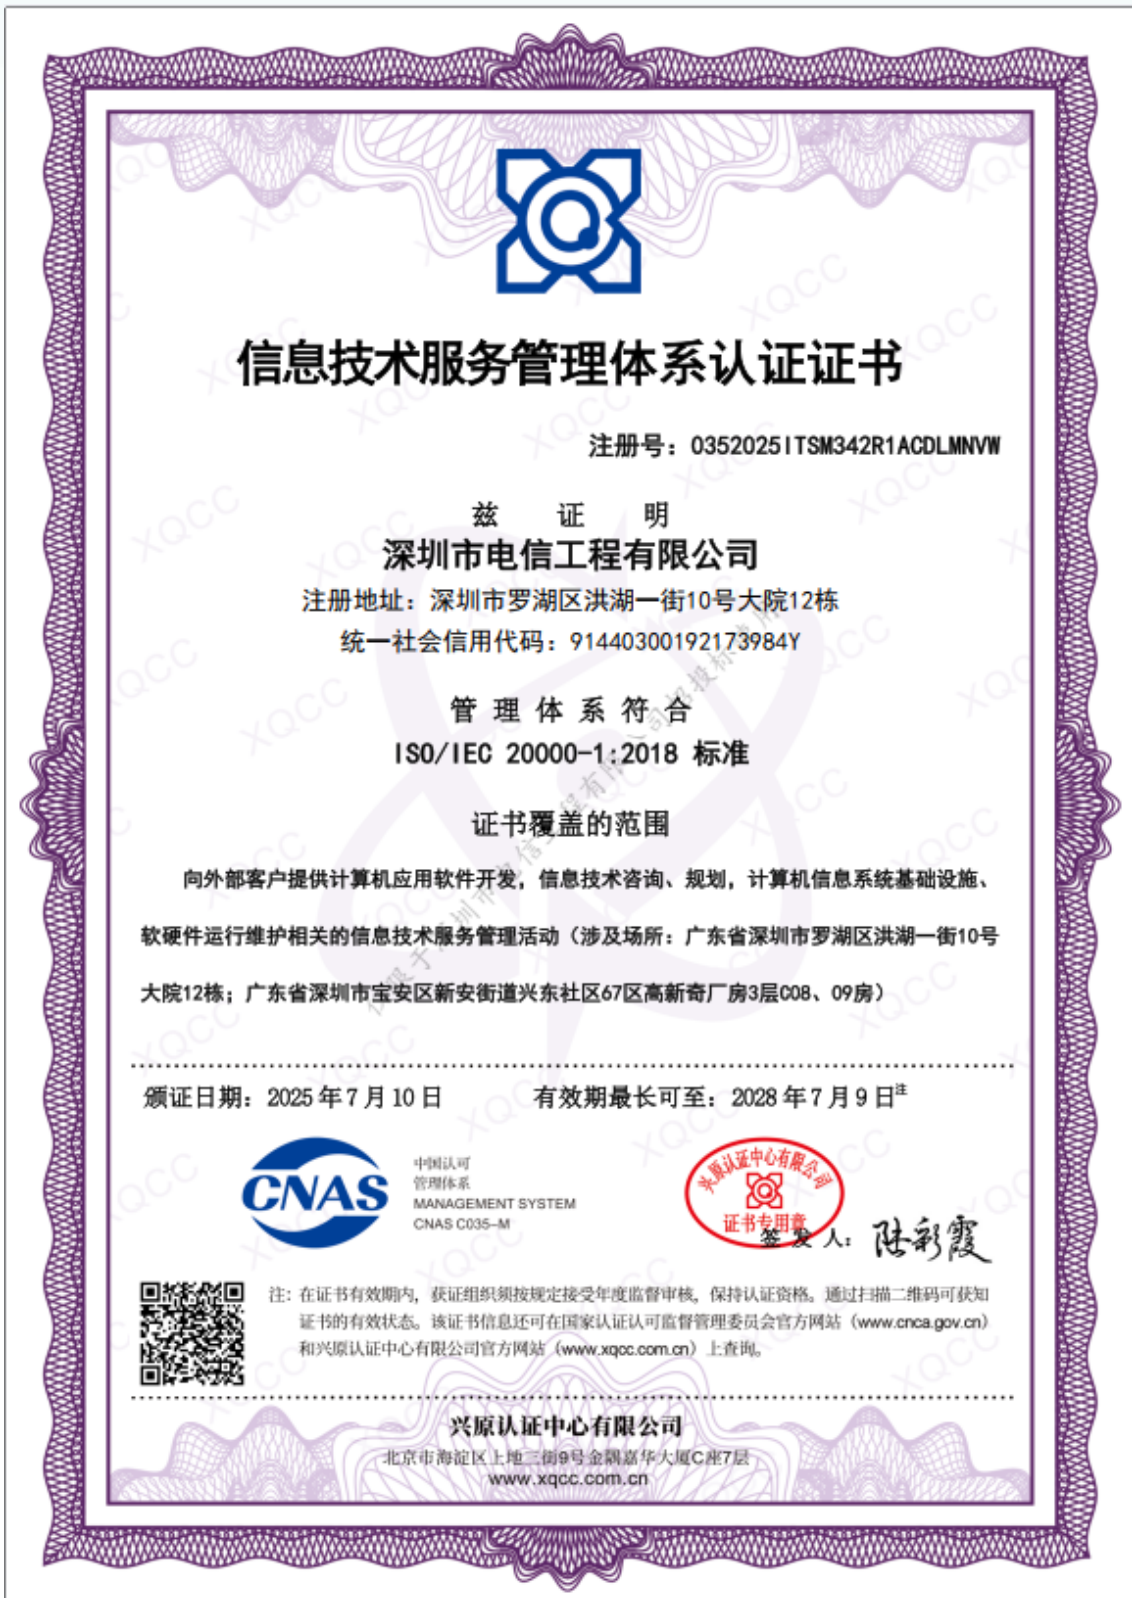 信息技术服务管理体系认证证书
注册号：0352025ITSM342R1ACDLMNVW
兹 证 明
深圳市电信工程有限公司
注册地址：深圳市罗湖区洪湖一街10号大院12栋
统一社会信用代码：91440300192173984Y
管理体系符合
ISO/IEC 20000-1:2018 标准
证书覆盖的范围
向外部客户提供计算机应用软件开发，信息技术咨询、规划，计算机信息系统基础设施、
软硬件运行维护相关的信息技术服务管理活动（涉及场所：广东省深圳市罗湖区洪湖一街10号
大院12栋；广东省深圳市宝安区新安街道兴东社区67区高新奇厂房3层C08、09房）
颁证日期：2025年7月10日 有效期最长可至：2028年7月9日注
CNAS
中国认可
管理体系
MANAGEMENT SYSTEM
CNAS C035-M
兴原认证中心有限公司
证书专用章
签 发 人：陆彩霞
注：在证书有效期内，获证组织须按规定接受年度监督审核，保持认证资格。通过扫描二维码可获知
证书的有效状态。该证书信息还可在国家认证认可监督管理委员会官方网站（www.cnca.gov.cn）
和兴原认证中心有限公司官方网站（www.xqcc.com.cn）上查询。
兴原认证中心有限公司
北京市海淀区上地三街9号金隅嘉华大厦C座7层
www.xqcc.com.cn
XQCC